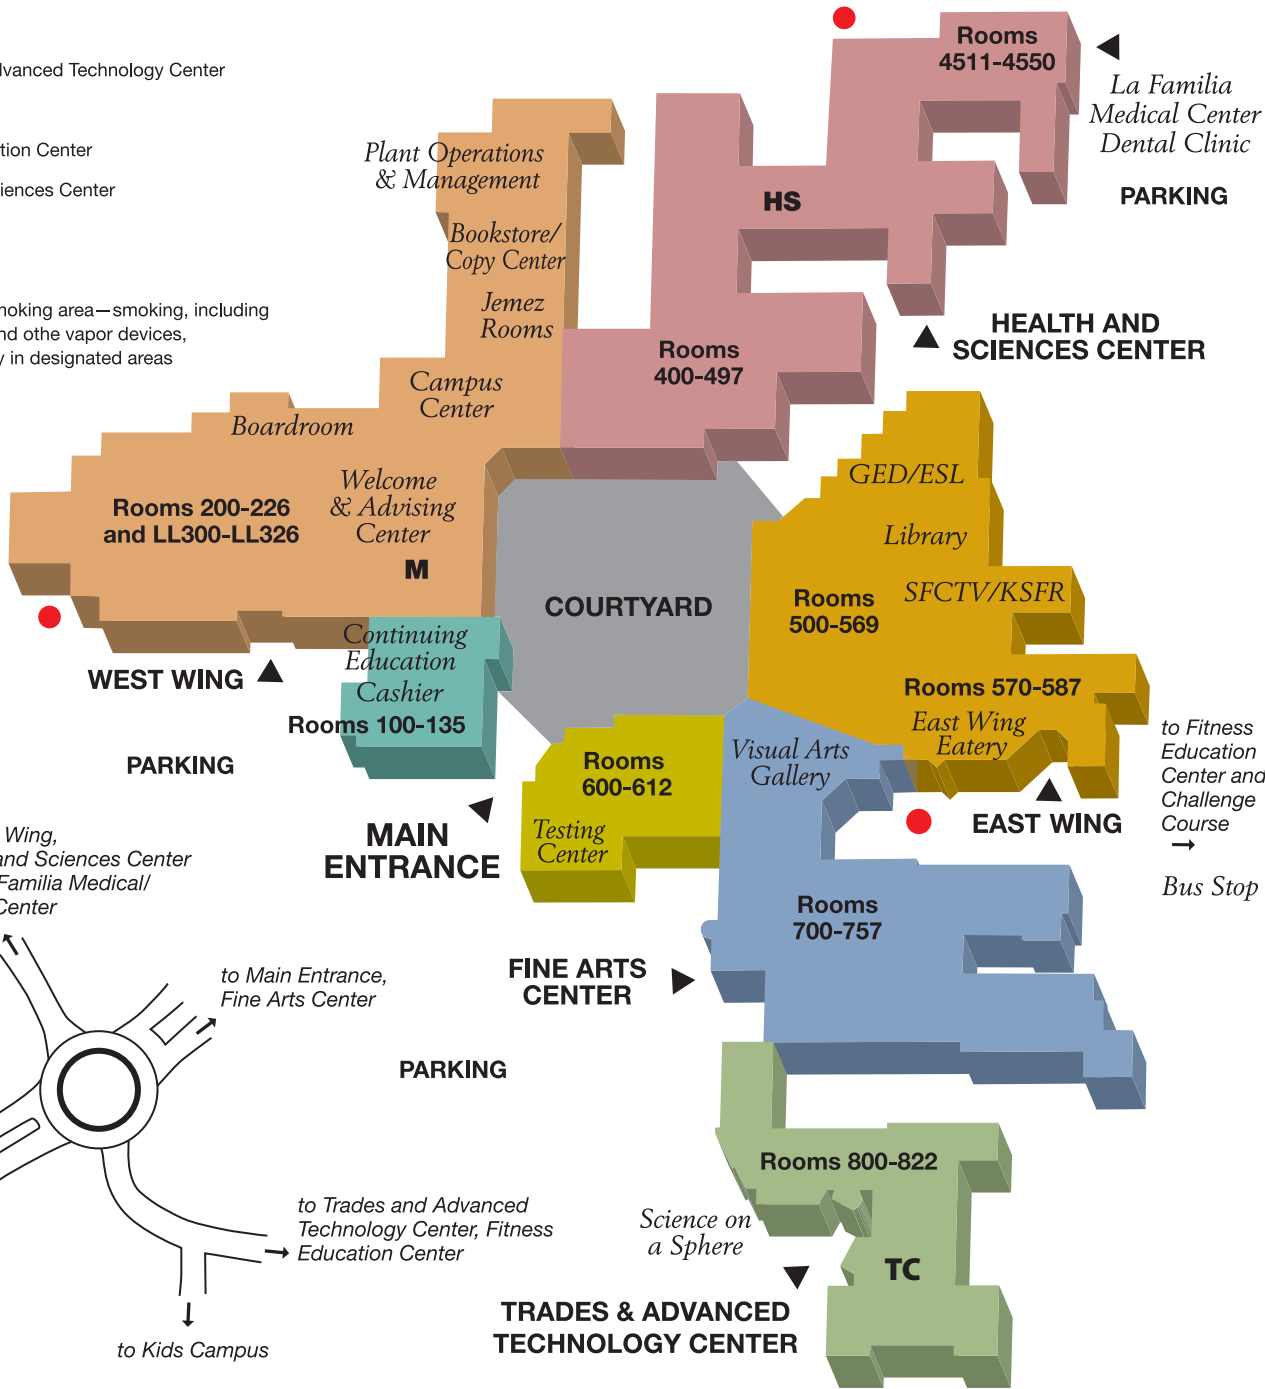 dvanced Technology Center
tion Center
iences Center
moking area—smoking, including
nd othe vapor devices,
y in designated areas
Rooms
4511-4550
La Familia
Medical Center
Dental Clinic
PARKING
Plant Operations
& Management
Bookstore/
Copy Center
Jemez
Rooms
HS
HEALTH AND
SCIENCES CENTER
Rooms
400-497
Campus
Center
Boardroom
Welcome
& Advising
Center
M
Rooms 200-226
and LL300-LL326
GED/ESL
Library
SFCTV/KSFR
Rooms
500-569
COURTYARD
Continuing
Education
Cashier
Rooms 100-135
WEST WING
PARKING
Rooms 570-587
East Wing
Eatery
EAST WING
to Fitness
Education
Center and
Challenge
Course
→
Bus Stop
Visual Arts
Gallery
Rooms
600-612
Testing
Center
MAIN
ENTRANCE
Wing,
and Sciences Center
Familia Medical/
Center
Rooms
700-757
FINE ARTS
CENTER
to Main Entrance,
Fine Arts Center
PARKING
Rooms 800-822
Science on
a Sphere
TC
TRADES & ADVANCED
TECHNOLOGY CENTER
to Trades and Advanced
Technology Center, Fitness
Education Center
to Kids Campus